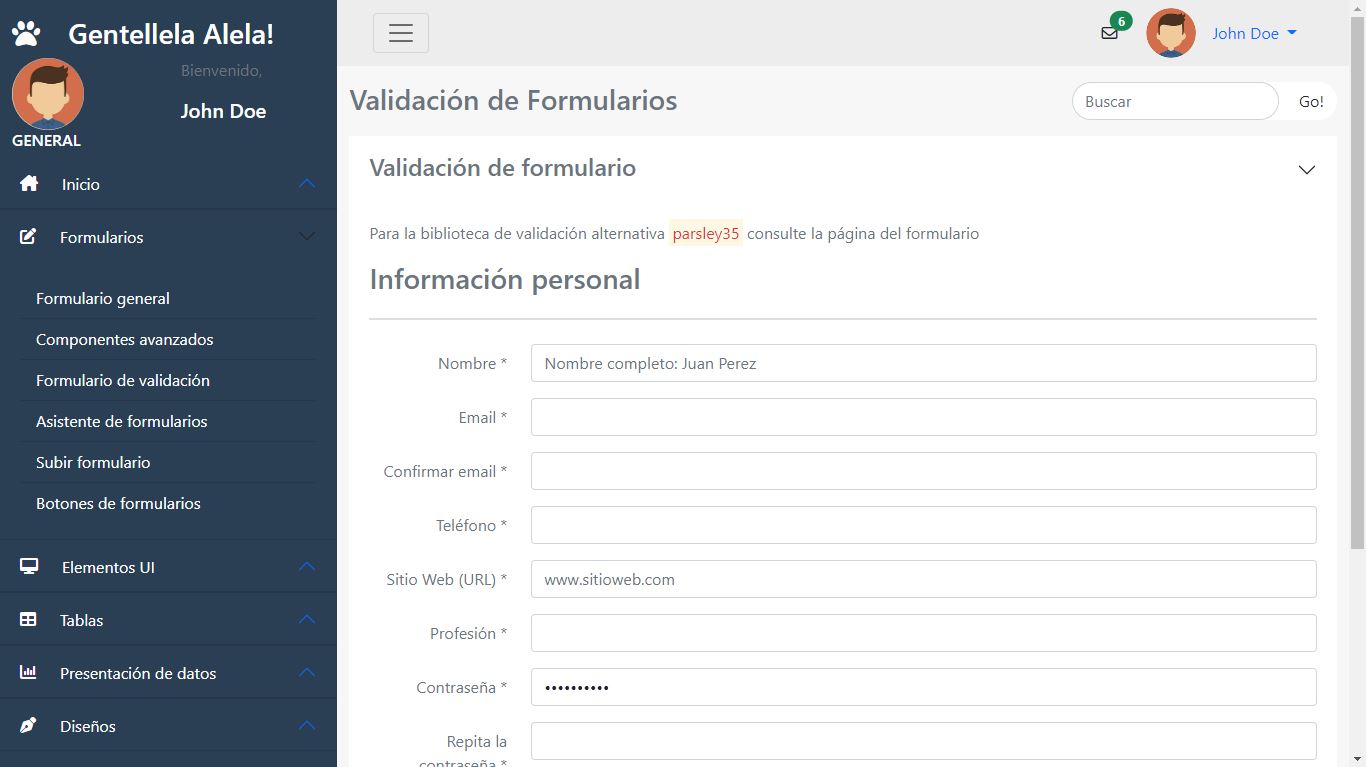 Gentellela Alela!
Bienvenido,
John Doe
GENERAL
Inicio
Formularios
Formulario general
Componentes avanzados
Formulario de validación
Asistente de formularios
Subir formulario
Botones de formularios
Elementos UI
Tablas
Presentación de datos
Diseños
6
John Doe
Validación de Formularios
Buscar
Go!
Validación de formulario
Para la biblioteca de validación alternativa parsley35 consulte la página del formulario
Información personal
Nombre *
Nombre completo: Juan Perez
Email *
Confirmar email *
Teléfono *
Sitio Web (URL) *
www.sitioweb.com
Profesión *
Contraseña *
••••••••••
Repita la
contraseña *